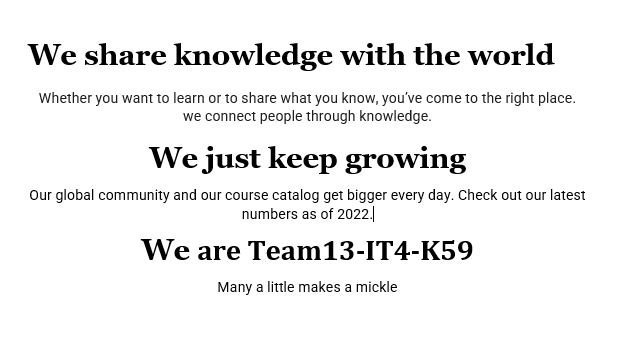 We share knowledge with the world
Whether you want to learn or to share what you know, you’ve come to the right place.
we connect people through knowledge.
We just keep growing
Our global community and our course catalog get bigger every day. Check out our latest
numbers as of 2022.
We are Team13-IT4-K59
Many a little makes a mickle